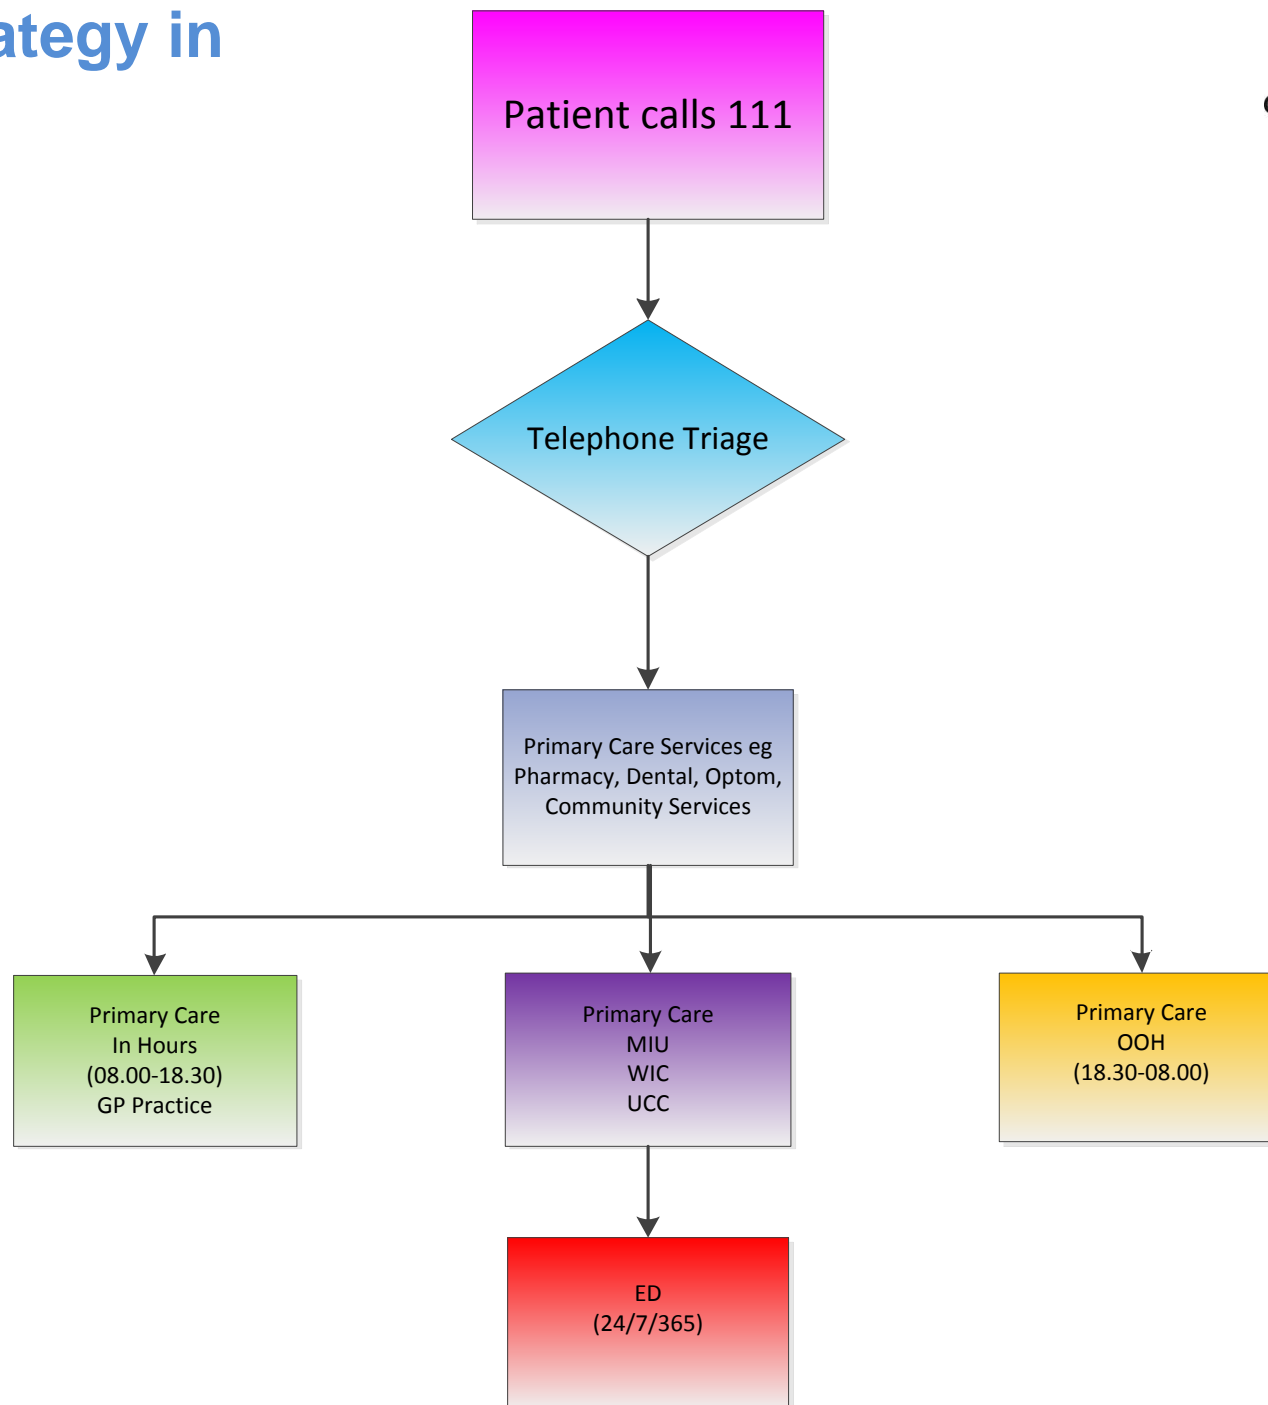 ategy in
Patient calls 111
Telephone Triage
Primary Care Services eg
Pharmacy, Dental, Optom,
Community Services
Primary Care
In Hours
(08.00-18.30)
GP Practice
Primary Care
MIU
WIC
UCC
Primary Care
OOH
(18.30-08.00)
ED
(24/7/365)